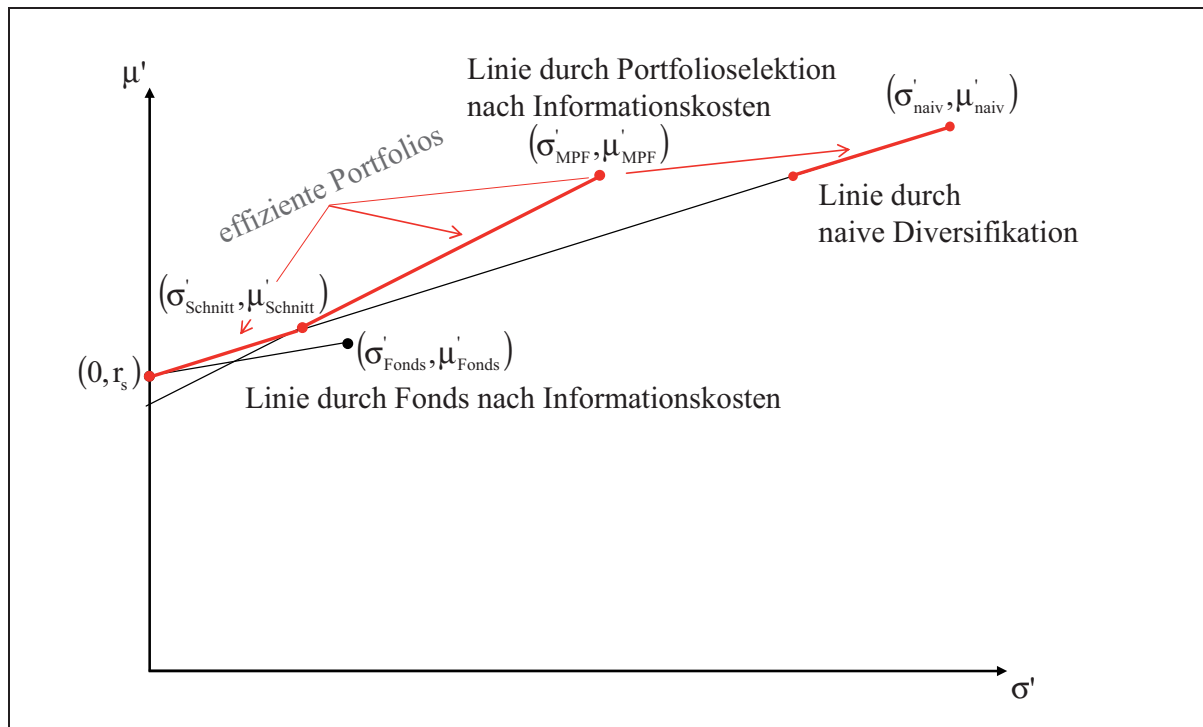 μ'
Linie durch Portfolioselektion
nach Informationskosten
(σ'naiv, μ'naiv)
(σ'MPF, μ'MPF)
effiziente Portfolios
Linie durch
naive Diversifikation
(σ'Schnitt, μ'Schnitt)
(σ'Fonds, μ'Fonds)
(0, rs)
Linie durch Fonds nach Informationskosten
σ'